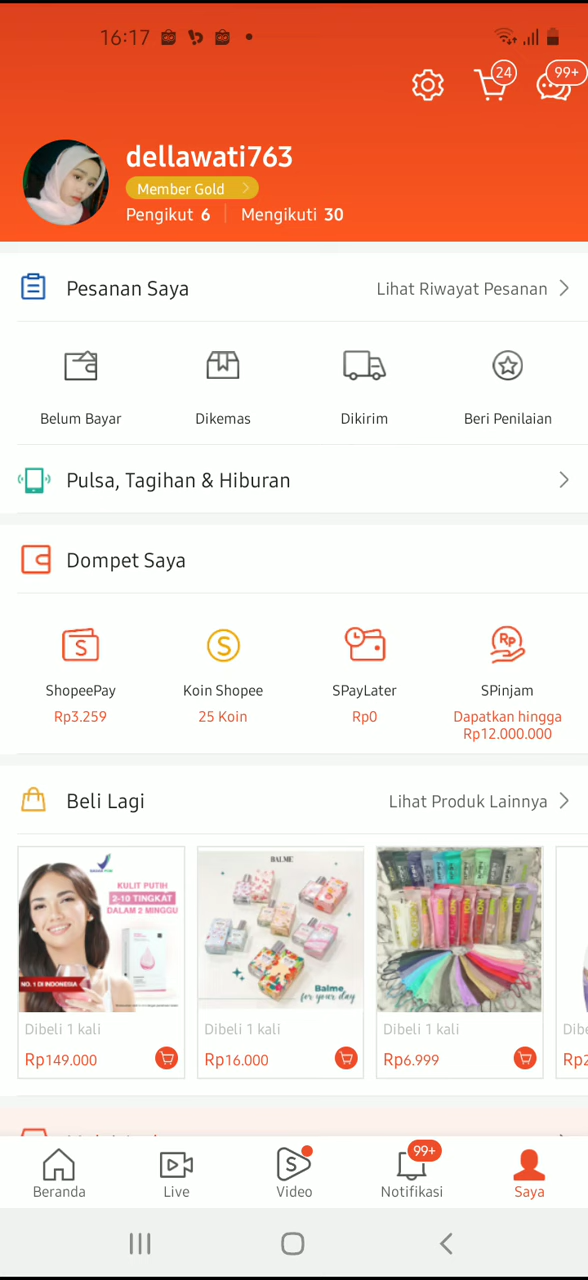 16:17
24
99+
dellawati763
Member Gold
Pengikut 6 Mengikuti 30
Pesanan Saya
Lihat Riwayat Pesanan
Belum Bayar
Dikemas
Dikirim
Beri Penilaian
Pulsa, Tagihan & Hiburan
Dompet Saya
ShopeePay
Rp3.259
Koin Shopee
25 Koin
SPayLater
Rp0
SPinjam
Dapatkan hingga
Rp12.000.000
Beli Lagi
Lihat Produk Lainnya
KULIT PUTIH
2-10 TINGKAT
DALAM 2 MINGGU
NO. 1 DI INDONESIA
Dibeli 1 kali
Rp149.000
BALME
Balme
for your day
Dibeli 1 kali
Rp16.000
Dibeli 1 kali
Rp6.999
Beranda
Live
Video
99+
Notifikasi
Saya